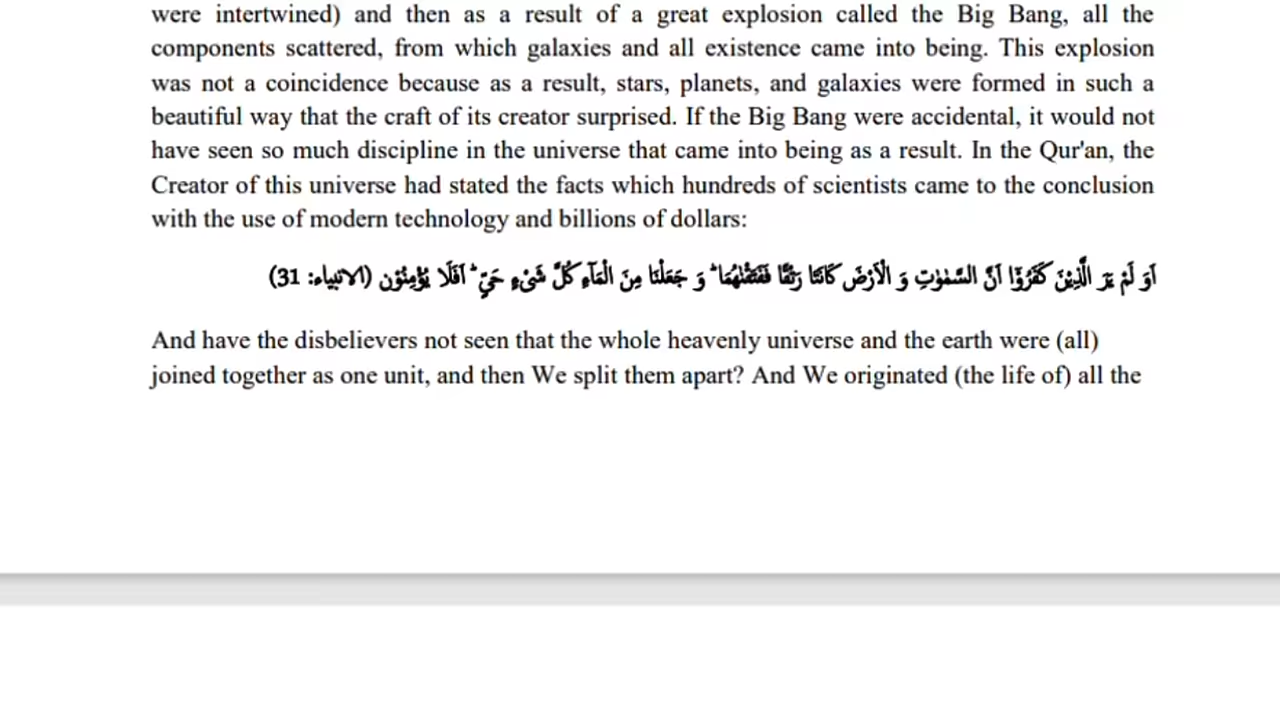 were intertwined) and then as a result of a great explosion called the Big Bang, all the
components scattered, from which galaxies and all existence came into being. This explosion
was not a coincidence because as a result, stars, planets, and galaxies were formed in such a
beautiful way that the craft of its creator surprised. If the Big Bang were accidental, it would not
have seen so much discipline in the universe that came into being as a result. In the Qur'an, the
Creator of this universe had stated the facts which hundreds of scientists came to the conclusion
with the use of modern technology and billions of dollars:
اَوَ لَمْ یَرَ الَّذِیْنَ كَفَرُوْۤا اَنَّ السَّمٰوٰتِ وَ الْاَرْضَ كَانَتَا رَتْقًا فَفَتَقْنٰهُمَاؕ وَ جَعَلْنَا مِنَ الْمَآءِ كُلَّ شَیْءٍ حَیٍّؕ اَفَلَا یُؤْمِنُوْن (الانبیاء: 31)
And have the disbelievers not seen that the whole heavenly universe and the earth were (all)
joined together as one unit, and then We split them apart? And We originated (the life of) all the